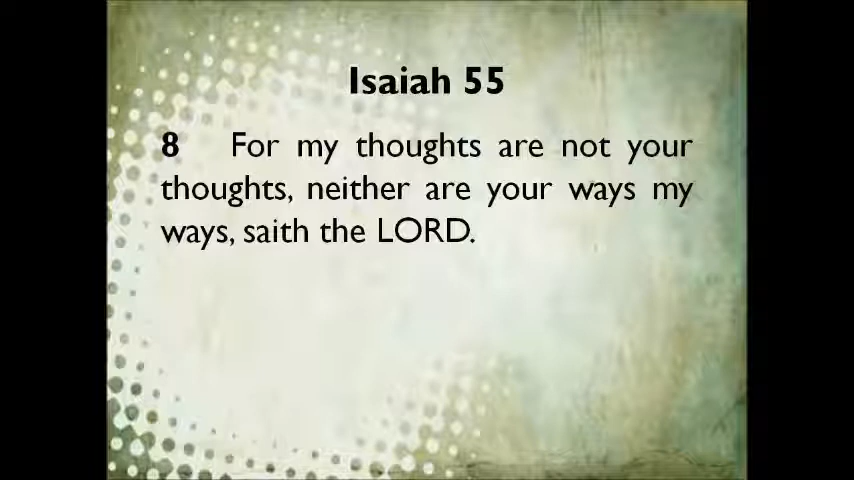 Isaiah 55
8 For my thoughts are not your
thoughts, neither are your ways my
ways, saith the LORD.